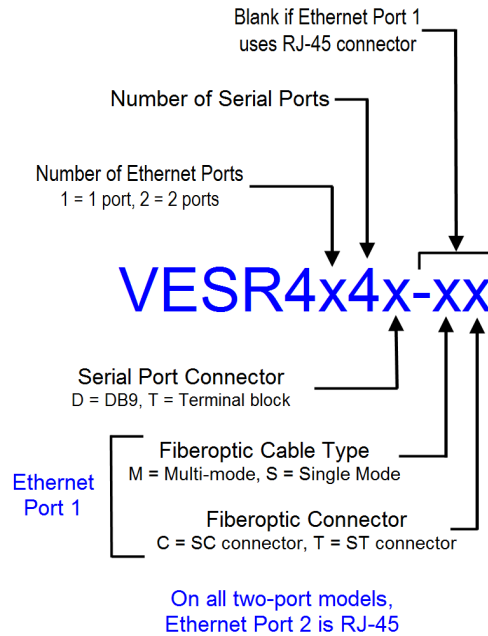 Blank if Ethernet Port 1
uses RJ-45 connector
Number of Serial Ports
Number of Ethernet Ports
1 = 1 port, 2 = 2 ports
VESR4x4x-xx
Serial Port Connector
D = DB9, T = Terminal block
Fiberoptic Cable Type
M = Multi-mode, S = Single Mode
Ethernet
Port 1
Fiberoptic Connector
C = SC connector, T = ST connector
On all two-port models,
Ethernet Port 2 is RJ-45